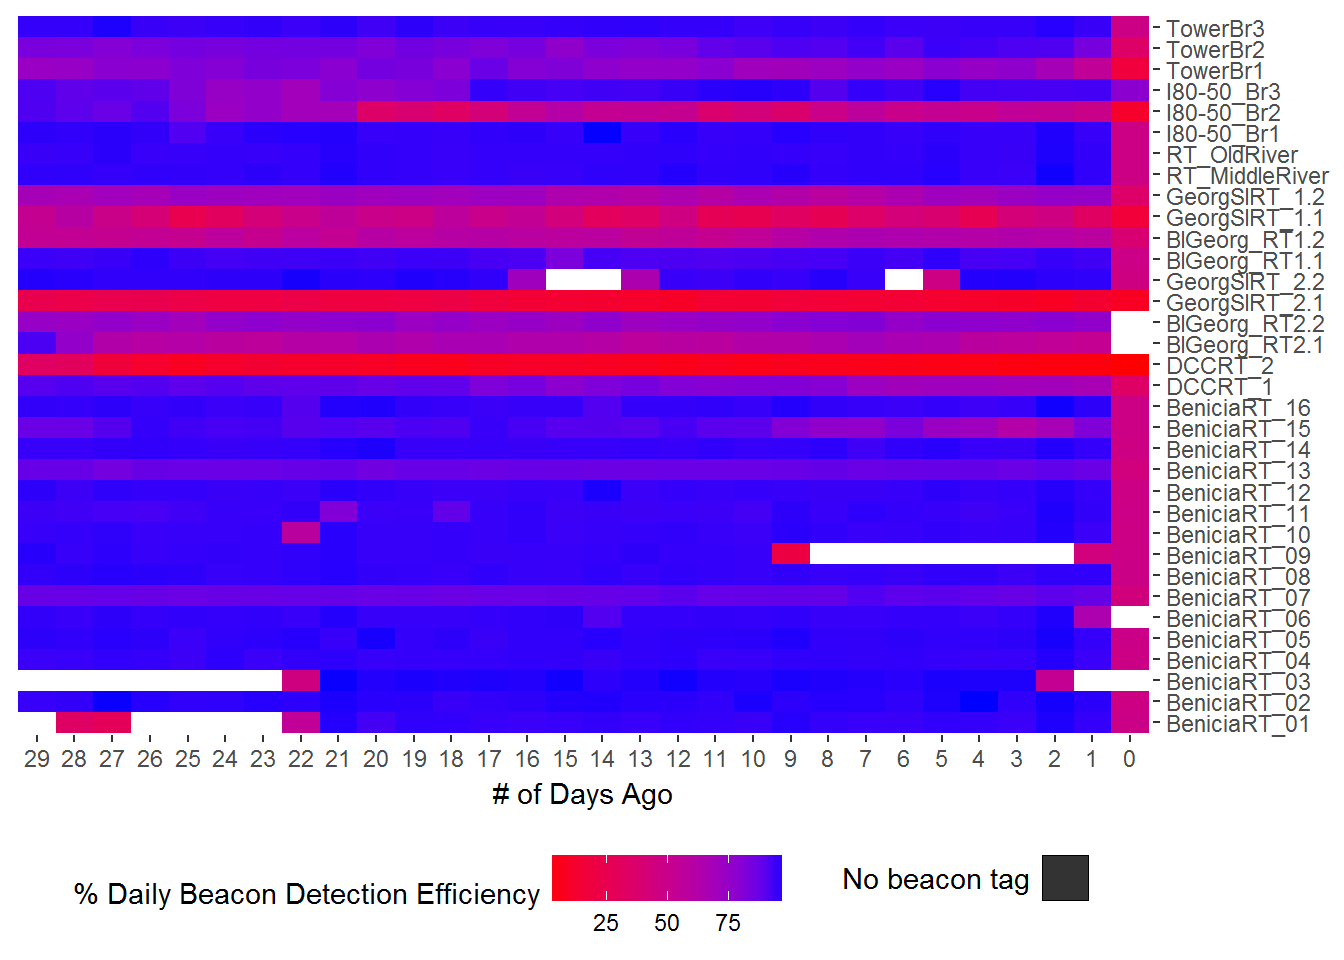 TowerBr3
TowerBr2
TowerBr1
I80-50_Br3
I80-50_Br2
I80-50_Br1
RT_OldRiver
RT_MiddleRiver
GeorgSlRT_1.2
GeorgSlRT_1.1
BlGeorg_RT1.2
BlGeorg_RT1.1
GeorgSlRT_2.2
GeorgSlRT_2.1
BlGeorg_RT2.2
BlGeorg_RT2.1
DCCRT_2
DCCRT_1
BeniciaRT_16
BeniciaRT_15
BeniciaRT_14
BeniciaRT_13
BeniciaRT_12
BeniciaRT_11
BeniciaRT_10
BeniciaRT_09
BeniciaRT_08
BeniciaRT_07
BeniciaRT_06
BeniciaRT_05
BeniciaRT_04
BeniciaRT_03
BeniciaRT_02
BeniciaRT_01
29 28 27 26 25 24 23 22 21 20 19 18 17 16 15 14 13 12 11 10 9 8 7 6 5 4 3 2 1 0
# of Days Ago
% Daily Beacon Detection Efficiency
25 50 75
No beacon tag